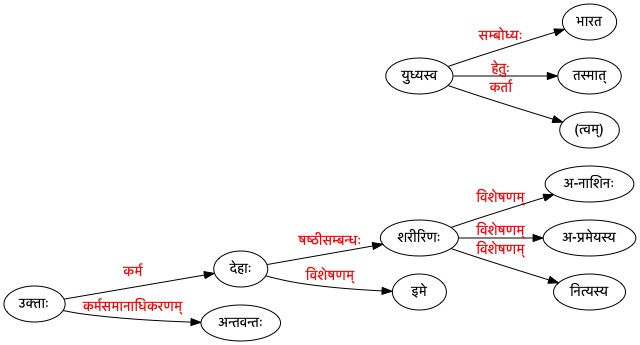 भारत
सम्बोध्यः
युध्यस्व
हेतुः
तस्मात्
कर्ता
(त्वम्)
अ-नाशिनः
विशेषणम्
षष्ठीसम्बन्धः
शरीरिणः
विशेषणम्
अ-प्रमेयस्य
विशेषणम्
कर्म
देहाः
विशेषणम्
इमे
नित्यस्य
उक्ताः
कर्मसमानाधिकरणम्
अन्तवन्तः